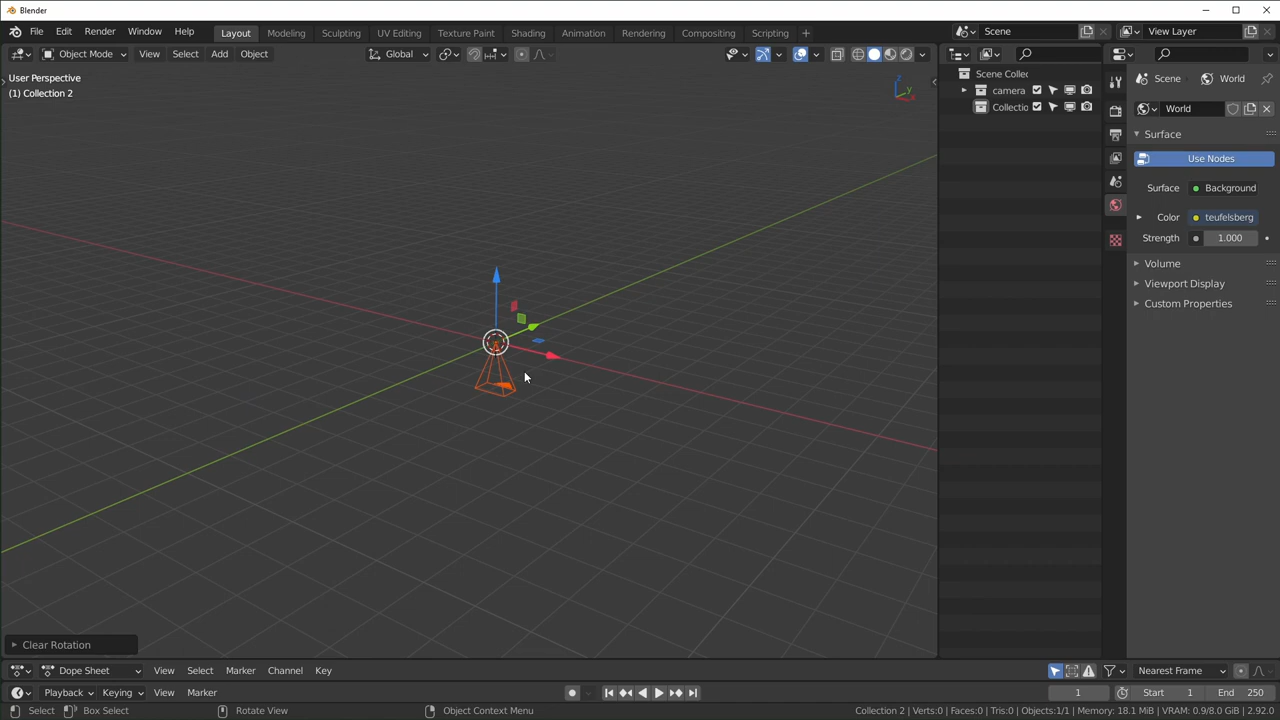 Blender
File Edit Render Window Help
Layout Modeling Sculpting UV Editing Texture Paint Shading Animation Rendering Compositing Scripting +
Scene
View Layer
Object Mode View Select Add Object
Global
User Perspective
(1) Collection 2
Z
Y
X
Scene Collec
camera
Collectio
Scene World
World
Surface
Use Nodes
Surface Background
Color teufelsberg
Strength 1.000
Volume
Viewport Display
Custom Properties
Clear Rotation
Dope Sheet View Select Marker Channel Key
Nearest Frame
Playback Keying View Marker
1 Start 1 End 250
Select Box Select Rotate View Object Context Menu
Collection 2 | Verts:0 | Faces:0 | Tris:0 | Objects:1/1 | Memory: 18.1 MiB | VRAM: 0.9/8.0 GiB | 2.92.0